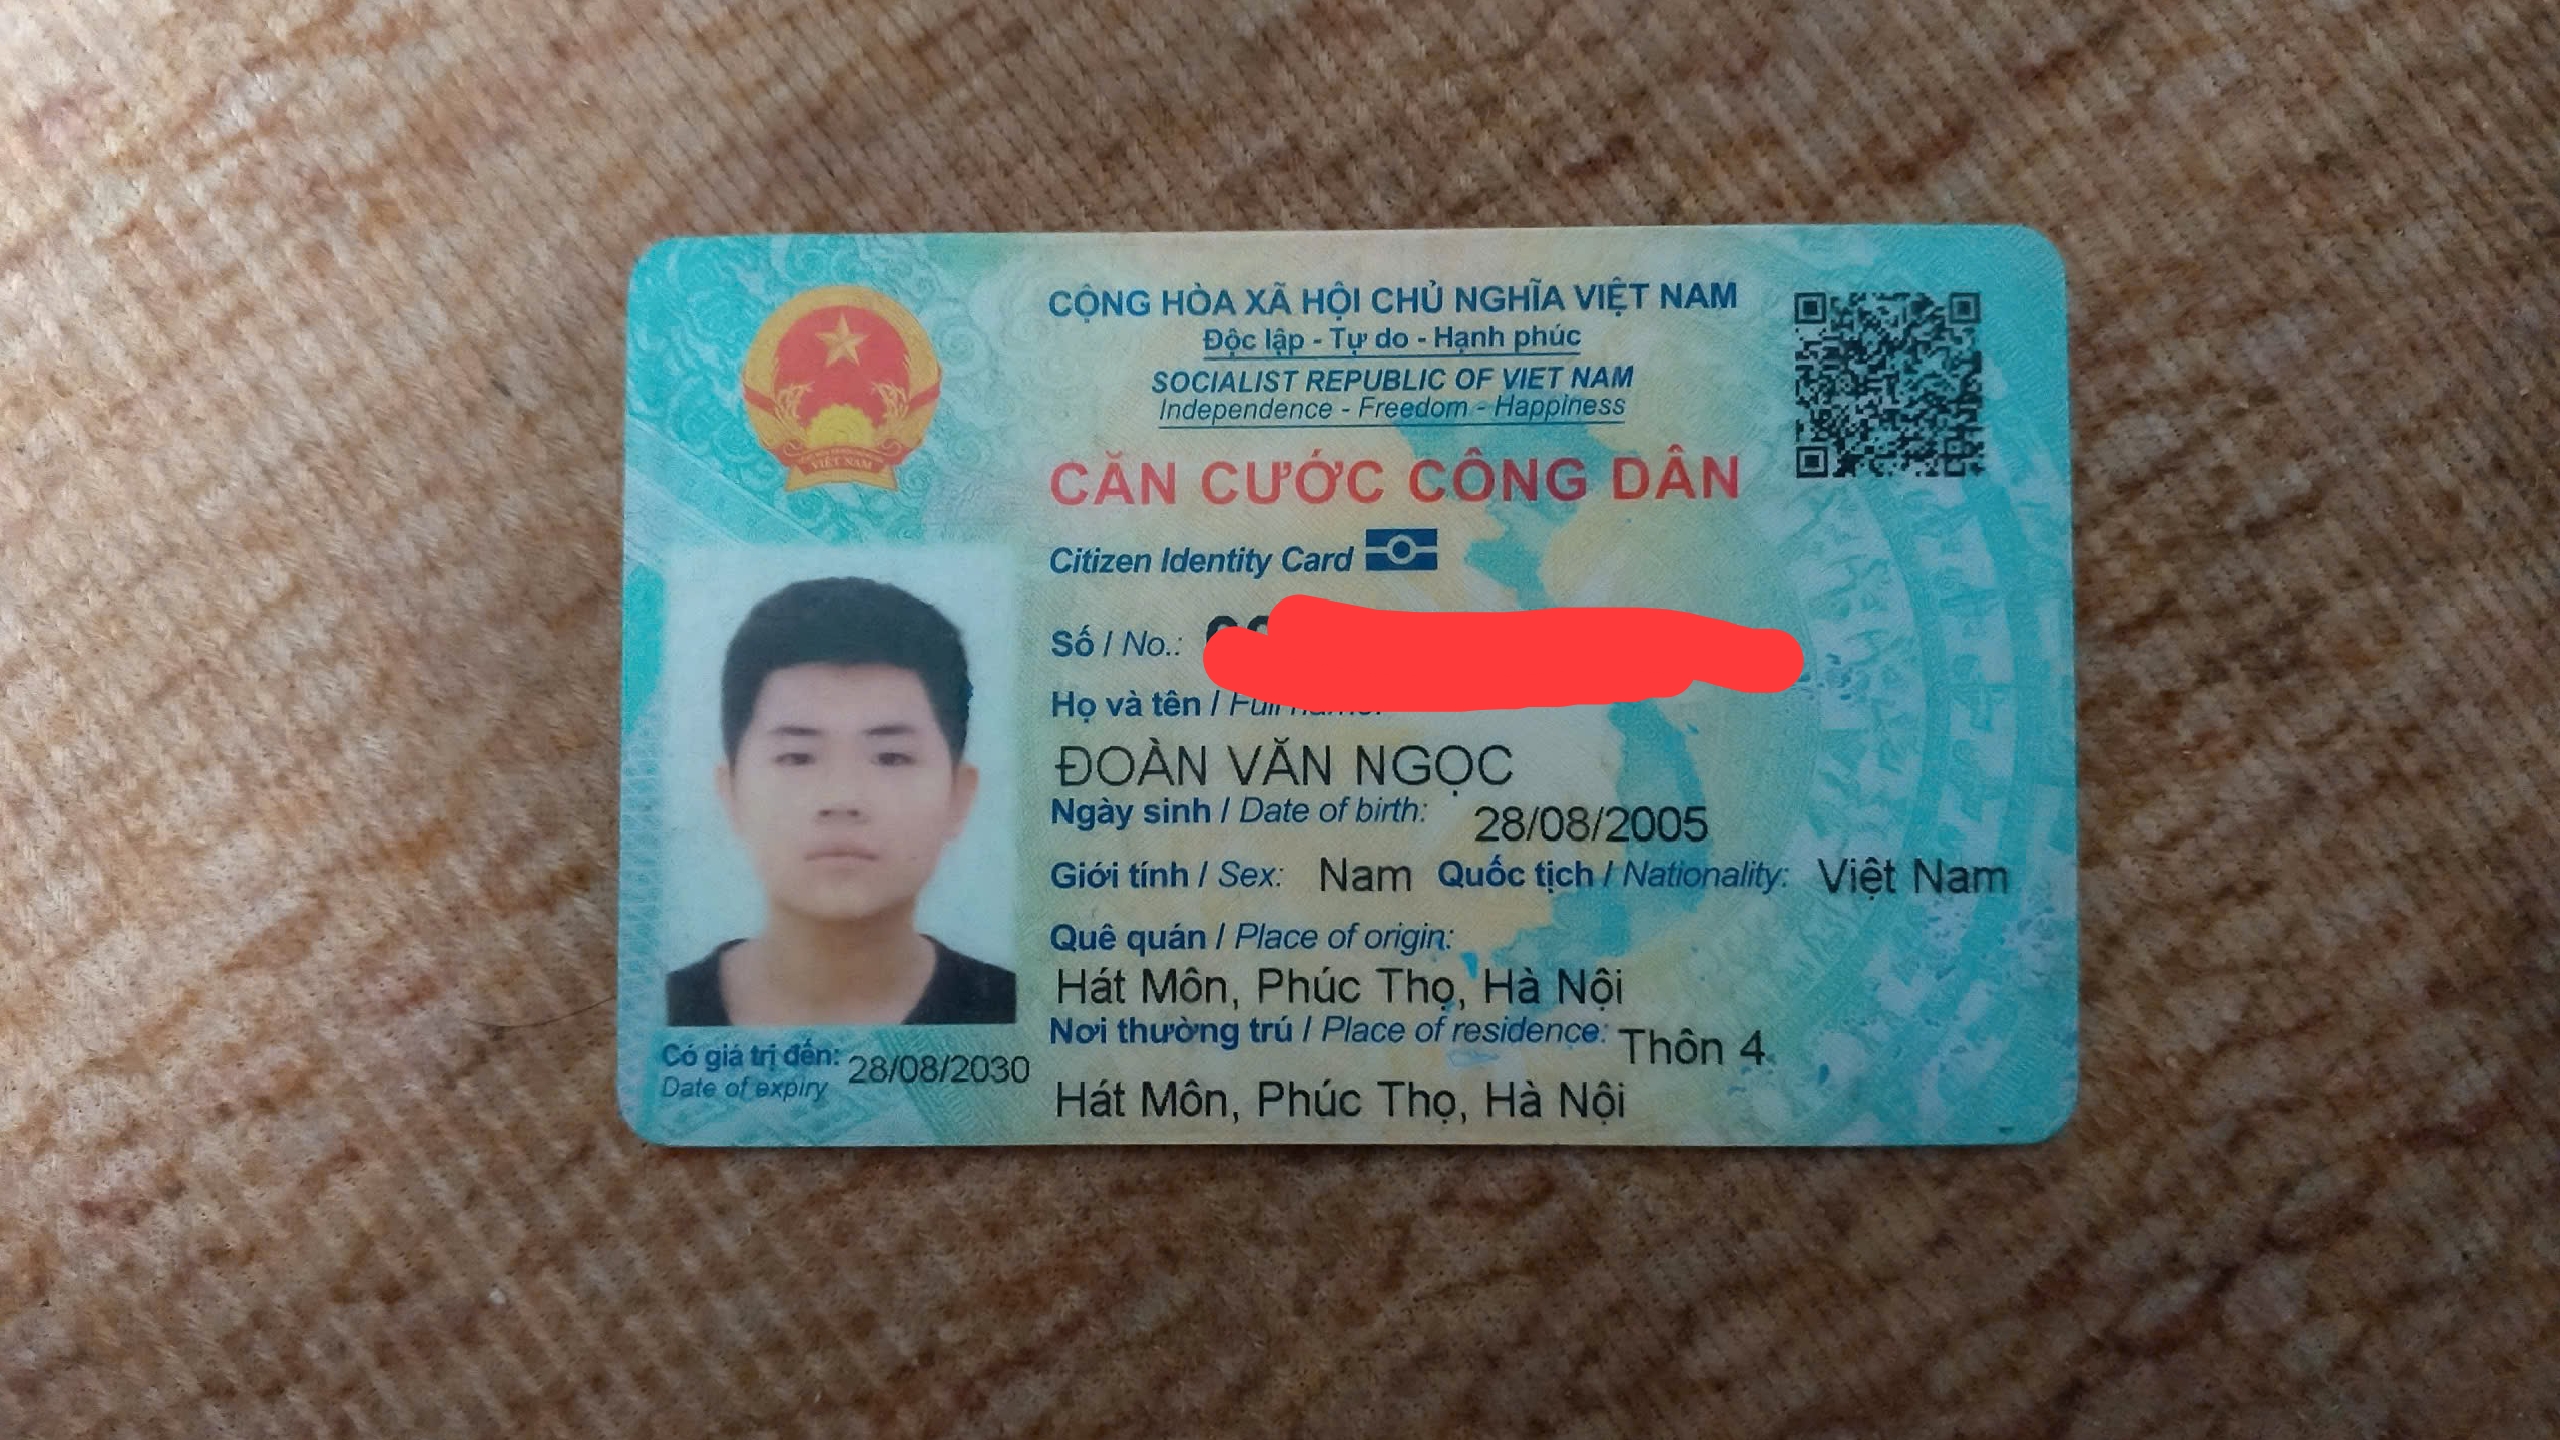 CỘNG HÒA XÃ HỘI CHỦ NGHĨA VIỆT NAM
Độc lập - Tự do - Hạnh phúc
SOCIALIST REPUBLIC OF VIET NAM
Independence - Freedom - Happiness
CĂN CƯỚC CÔNG DÂN
Citizen Identity Card
VIỆT NAM
Số / No.:
Họ và tên / Full name:
ĐOÀN VĂN NGỌC
Ngày sinh / Date of birth: 28/08/2005
Giới tính / Sex: Nam Quốc tịch / Nationality: Việt Nam
Quê quán / Place of origin:
Hát Môn, Phúc Thọ, Hà Nội
Nơi thường trú / Place of residence: Thôn 4
Hát Môn, Phúc Thọ, Hà Nội
Có giá trị đến: 28/08/2030
Date of expiry